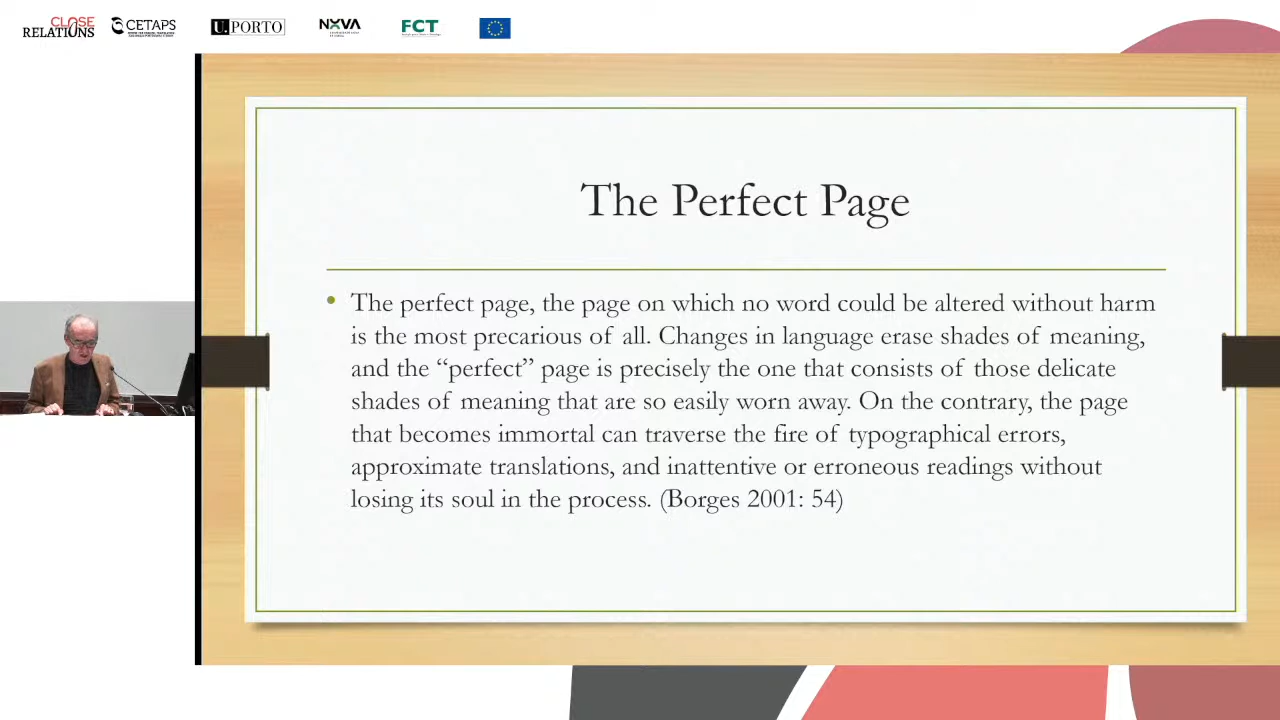 CLOSE
RELATIONS
CETAPS
U.PORTO
NOVA
FCT
The Perfect Page
• The perfect page, the page on which no word could be altered without harm
is the most precarious of all. Changes in language erase shades of meaning,
and the “perfect” page is precisely the one that consists of those delicate
shades of meaning that are so easily worn away. On the contrary, the page
that becomes immortal can traverse the fire of typographical errors,
approximate translations, and inattentive or erroneous readings without
losing its soul in the process. (Borges 2001: 54)